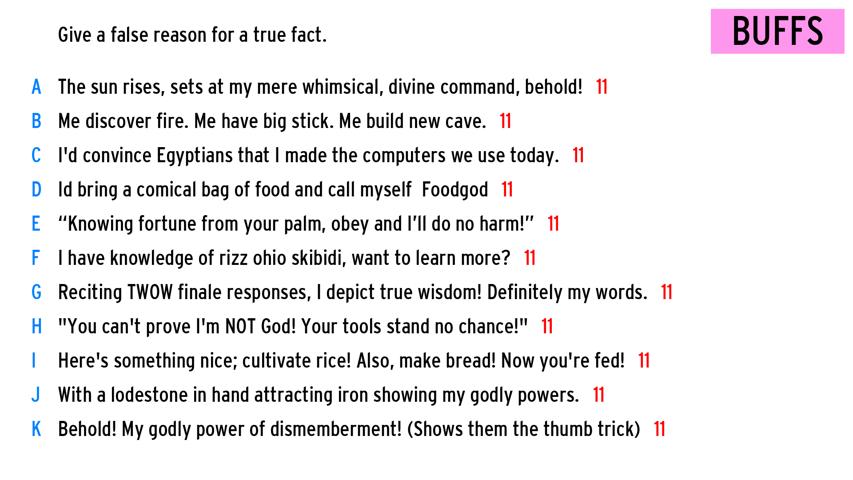 Give a false reason for a true fact.
BUFFS
A The sun rises, sets at my mere whimsical, divine command, behold! 11
B Me discover fire. Me have big stick. Me build new cave. 11
C I'd convince Egyptians that I made the computers we use today. 11
D Id bring a comical bag of food and call myself  Foodgod 11
E “Knowing fortune from your palm, obey and I’ll do no harm!” 11
F I have knowledge of rizz ohio skibidi, want to learn more? 11
G Reciting TWOW finale responses, I depict true wisdom! Definitely my words. 11
H "You can't prove I'm NOT God! Your tools stand no chance!" 11
I Here's something nice; cultivate rice! Also, make bread! Now you're fed! 11
J With a lodestone in hand attracting iron showing my godly powers. 11
K Behold! My godly power of dismemberment! (Shows them the thumb trick) 11